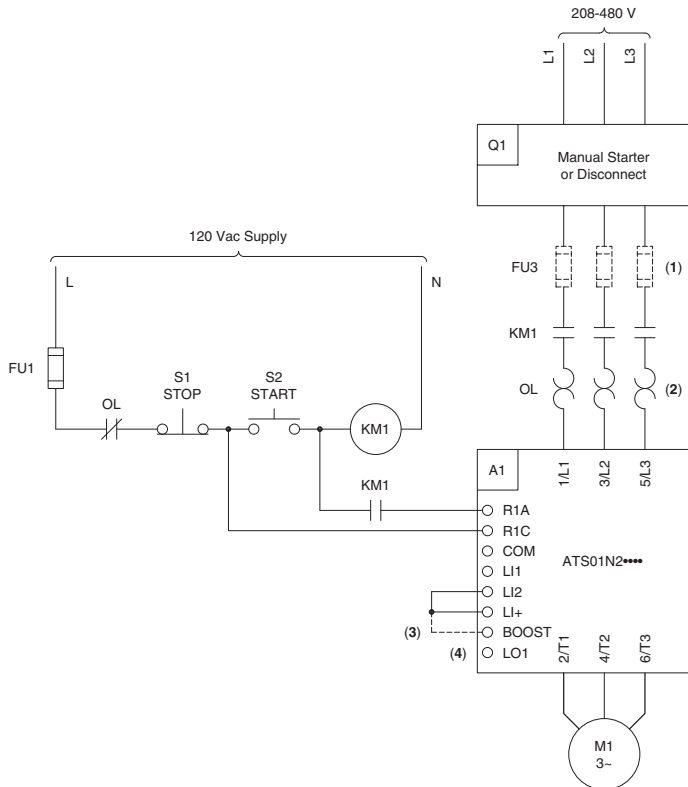 208-480 V
L1
L2
L3
Q1
Manual Starter
or Disconnect
120 Vac Supply
L
N
FU3
(1)
FU1
KM1
S1
STOP
S2
START
OL
KM1
OL
(2)
A1
1/L1
3/L2
5/L3
KM1
R1A
R1C
COM
ATS01N2••••
LI1
LI2
LI+
(3)
BOOST
(4)
LO1
2/T1
4/T2
6/T3
M1
3~